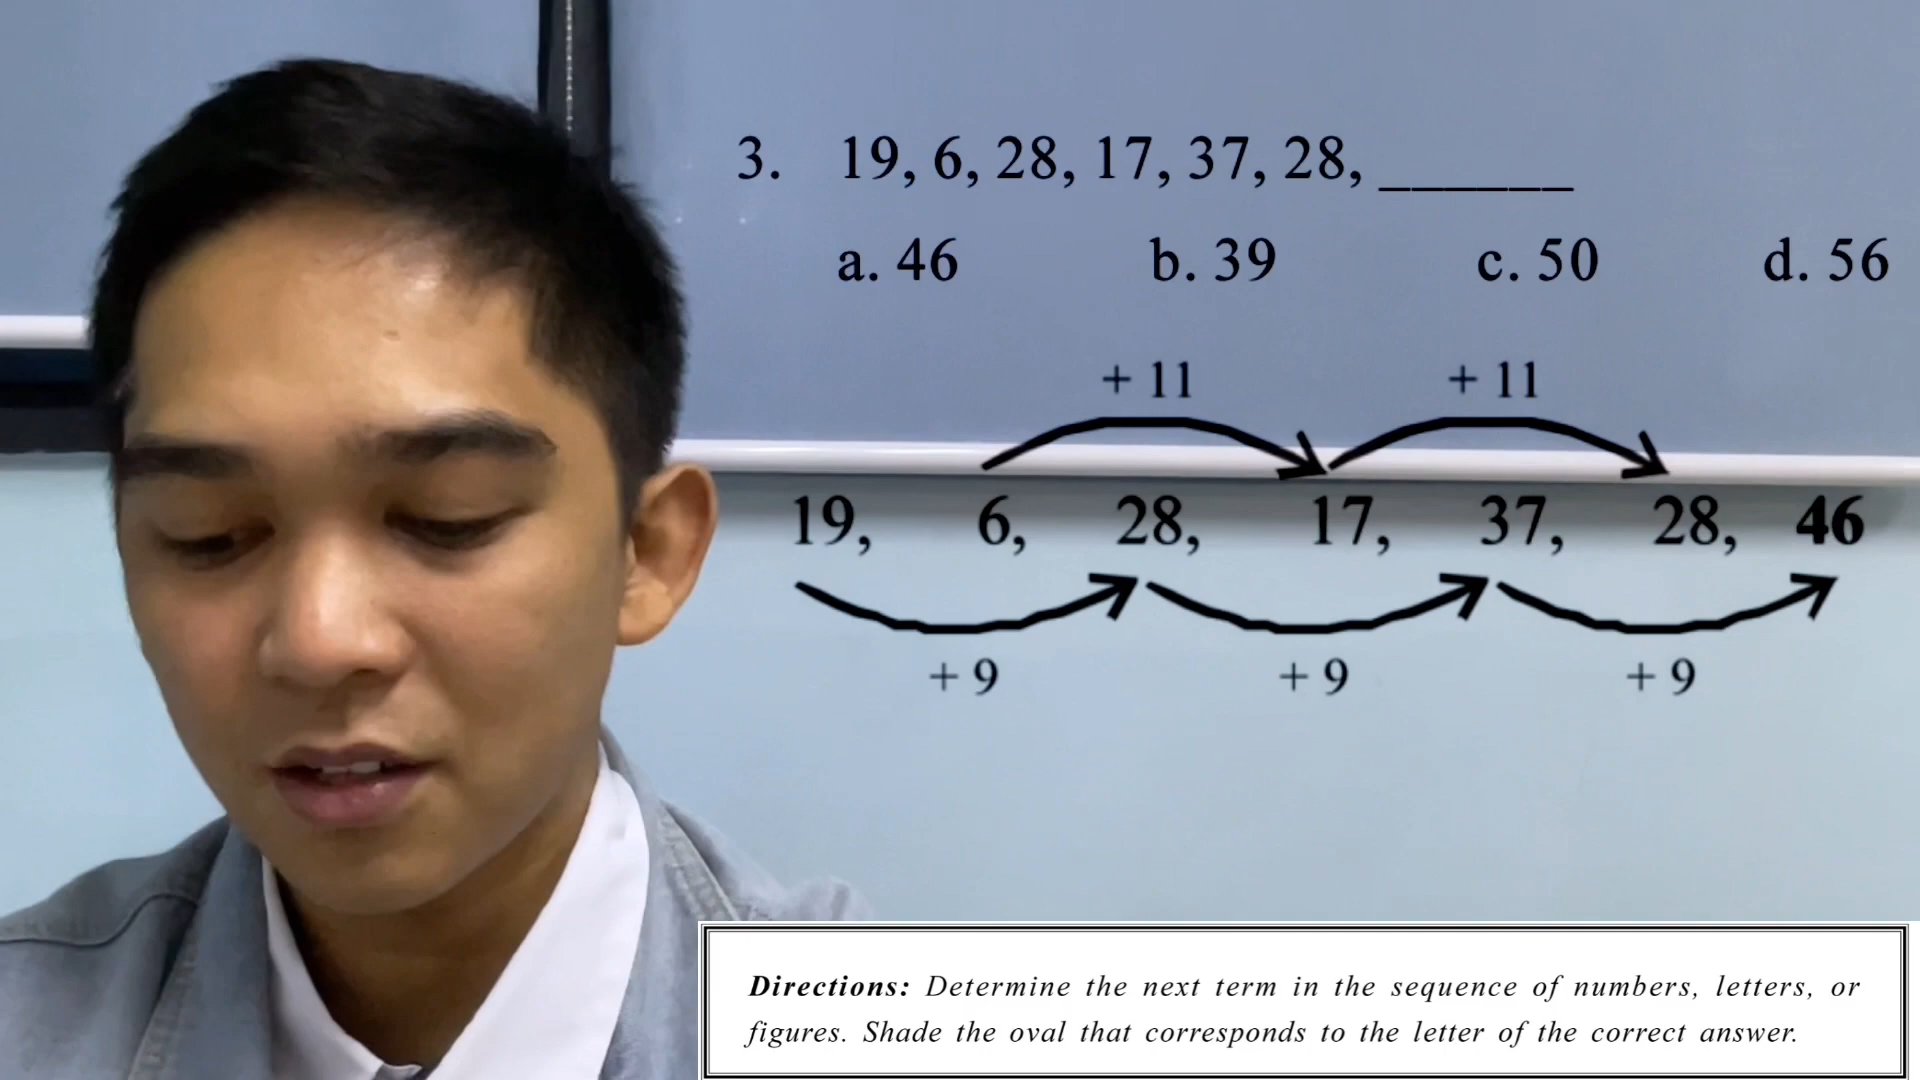 3. 19, 6, 28, 17, 37, 28, ______
a. 46 b. 39 c. 50 d. 56
+ 11 + 11
19, 6, 28, 17, 37, 28, 46
+ 9 + 9 + 9
Directions: Determine the next term in the sequence of numbers, letters, or
figures. Shade the oval that corresponds to the letter of the correct answer.